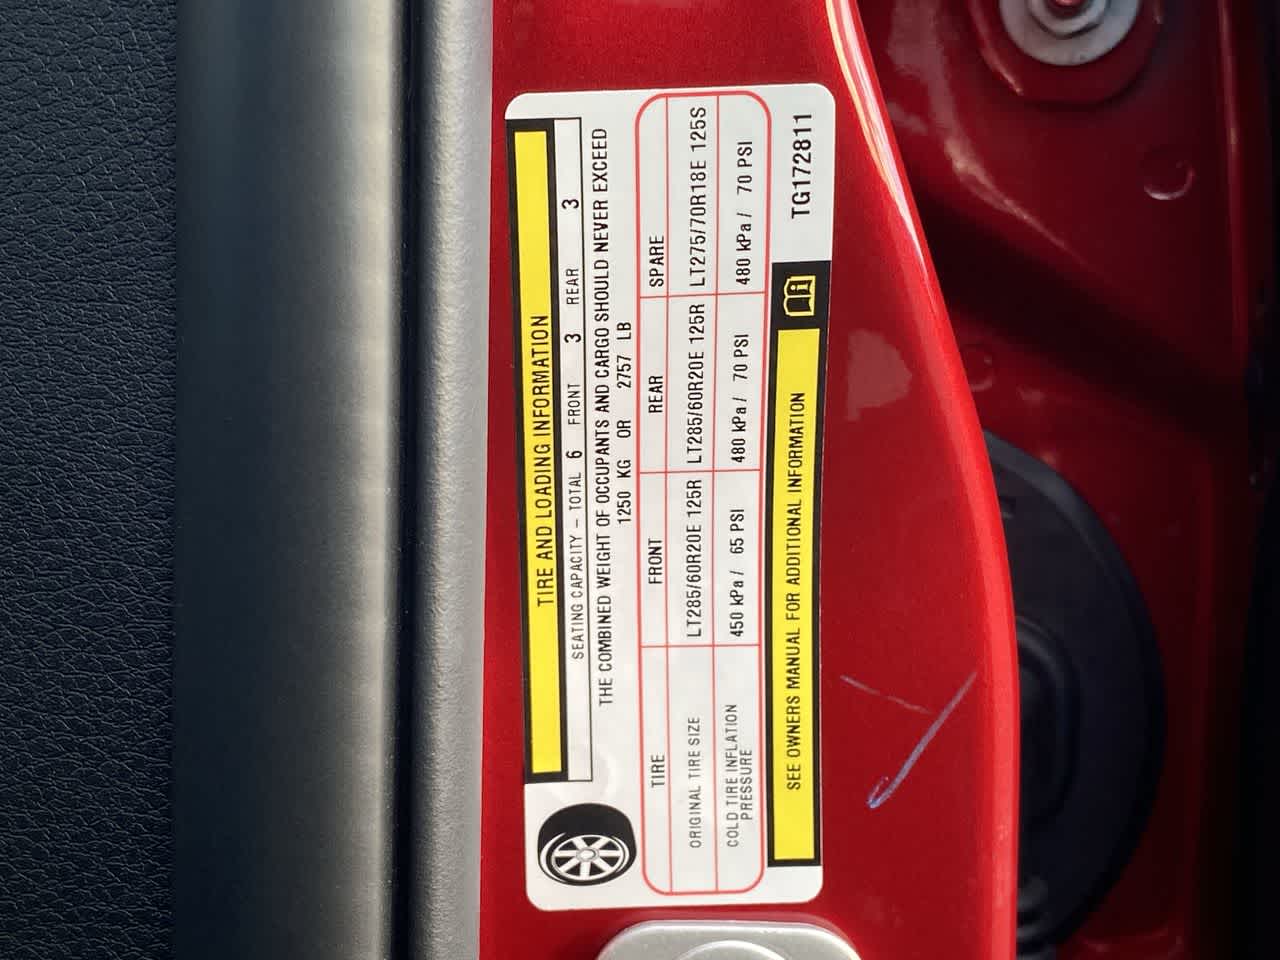 TIRE AND LOADING INFORMATION
SEATING CAPACITY – TOTAL 6 FRONT 3 REAR 3
THE COMBINED WEIGHT OF OCCUPANTS AND CARGO SHOULD NEVER EXCEED
1250 KG OR 2757 LB
TIRE FRONT REAR SPARE
ORIGINAL TIRE SIZE LT285/60R20E 125R LT285/60R20E 125R LT275/70R18E 125S
COLD TIRE INFLATION PRESSURE 450 kPa / 65 PSI 480 kPa / 70 PSI 480 kPa / 70 PSI
SEE OWNERS MANUAL FOR ADDITIONAL INFORMATION
TG172811